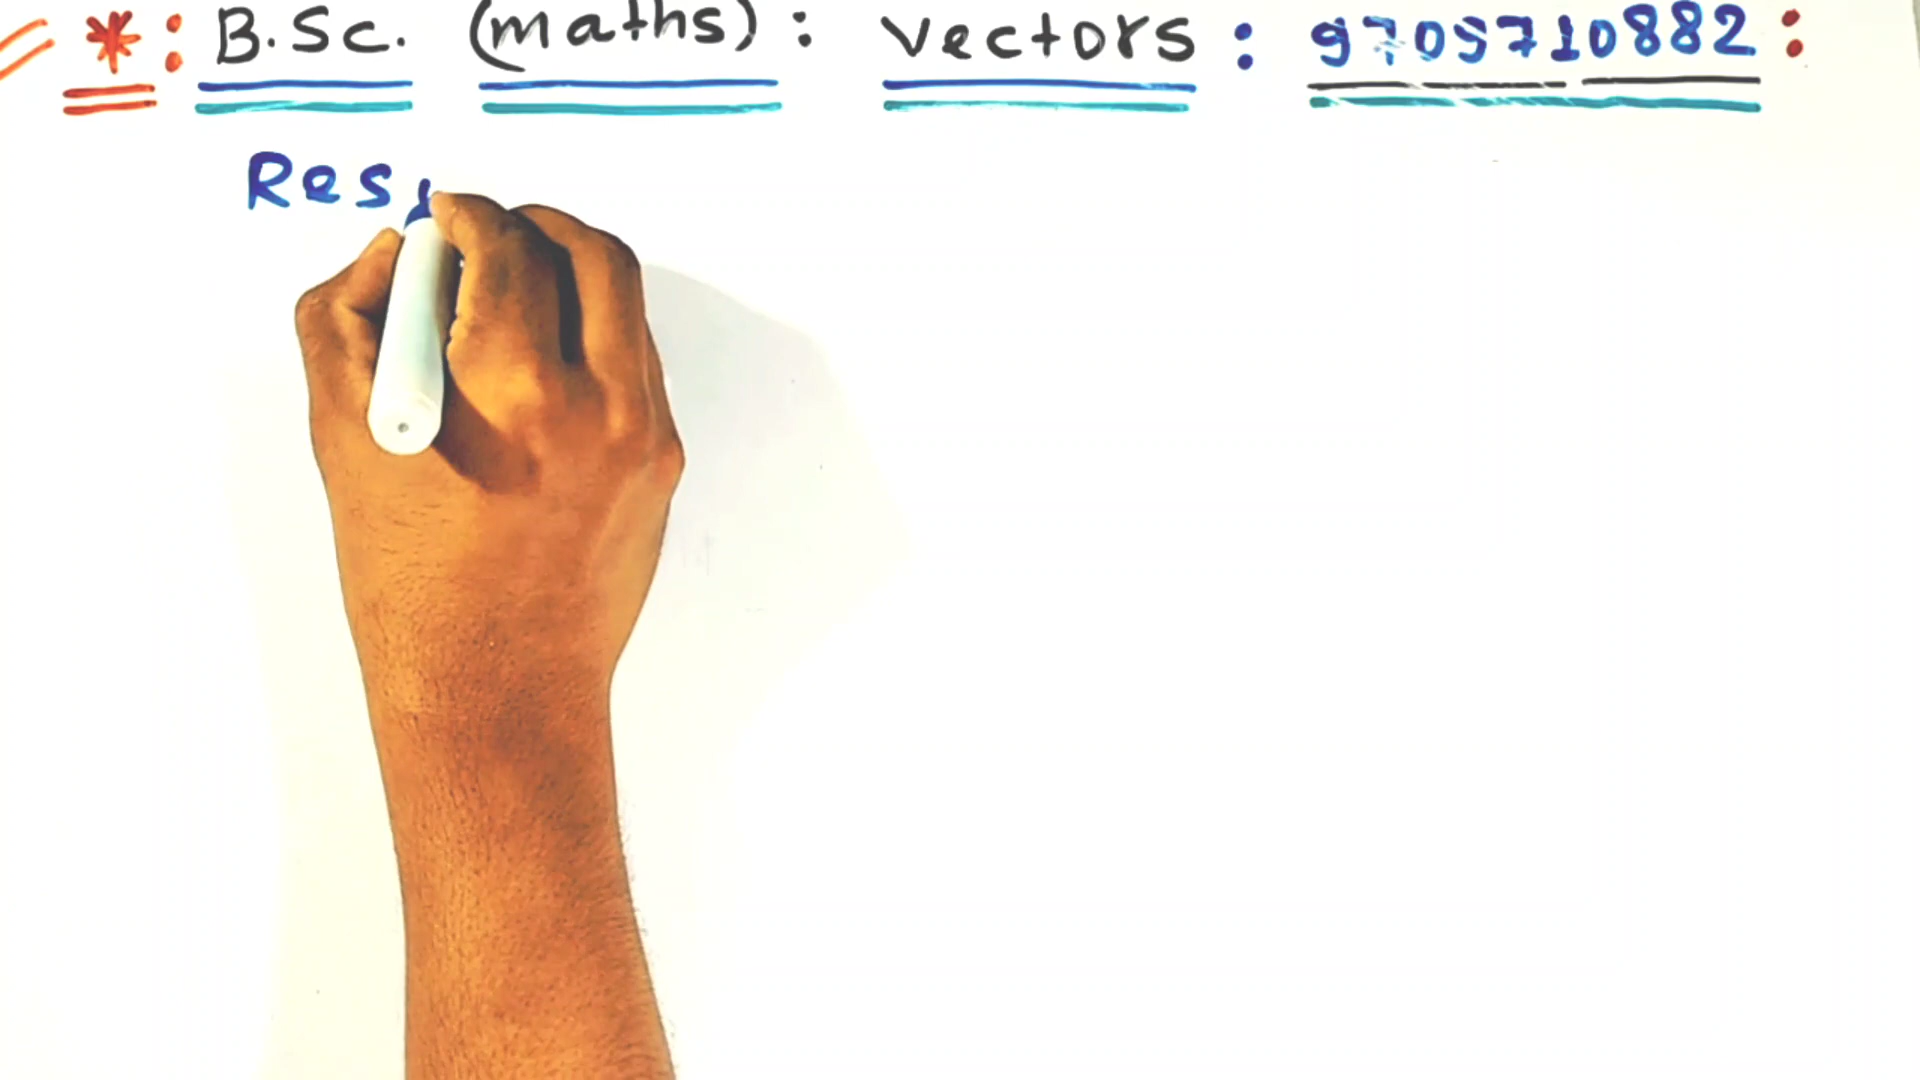 * : B.Sc. (maths) : Vectors : 9705710882 :
Res